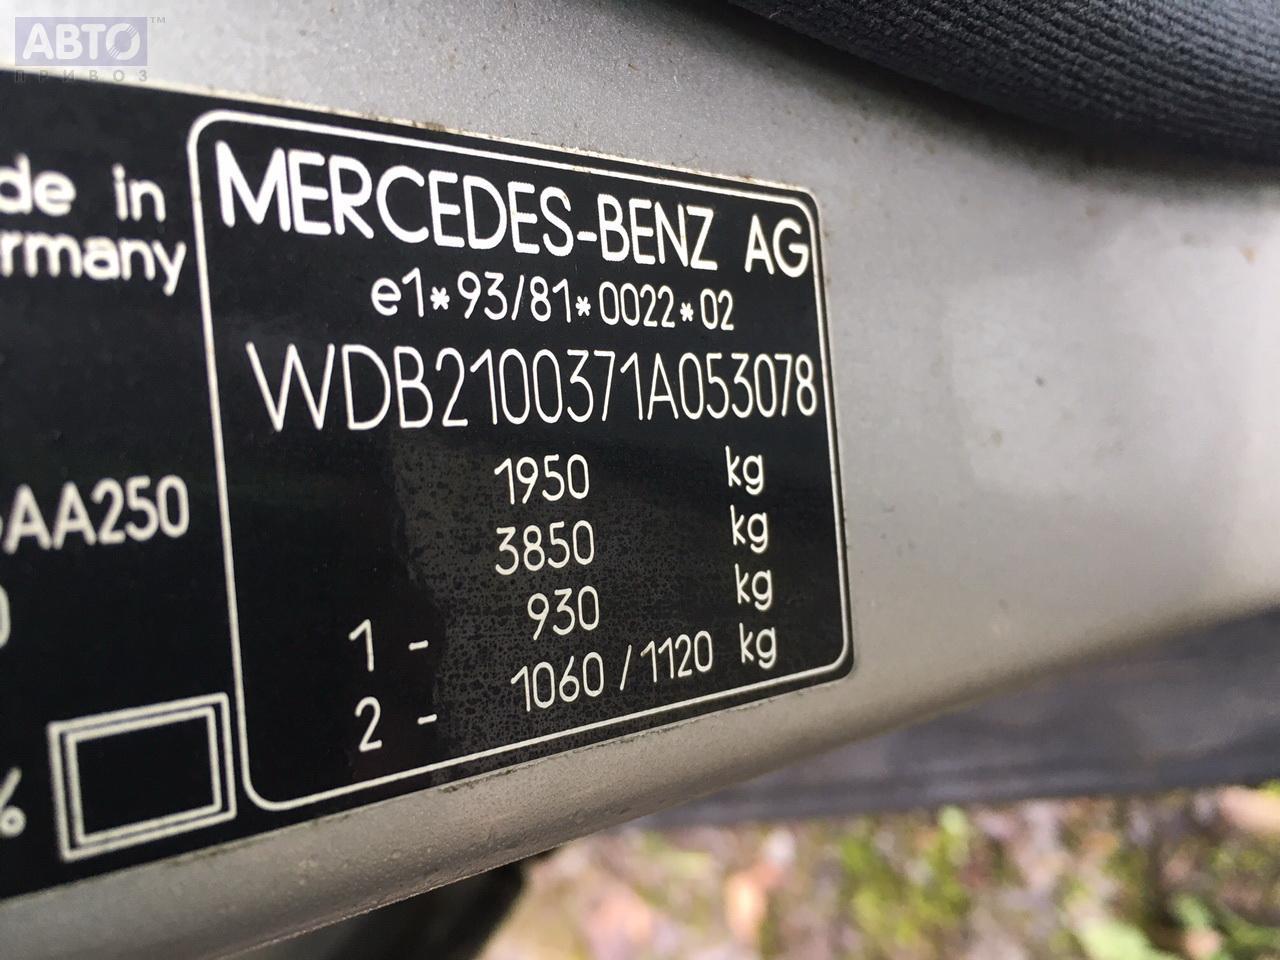 АВТО™
ПРИВОЗ
de in
rmany
AA250
%
MERCEDES-BENZ AG
e1*93/81*0022*02
WDB2100371A053078
1950 kg
3850 kg
1 - 930 kg
2 - 1060/1120 kg